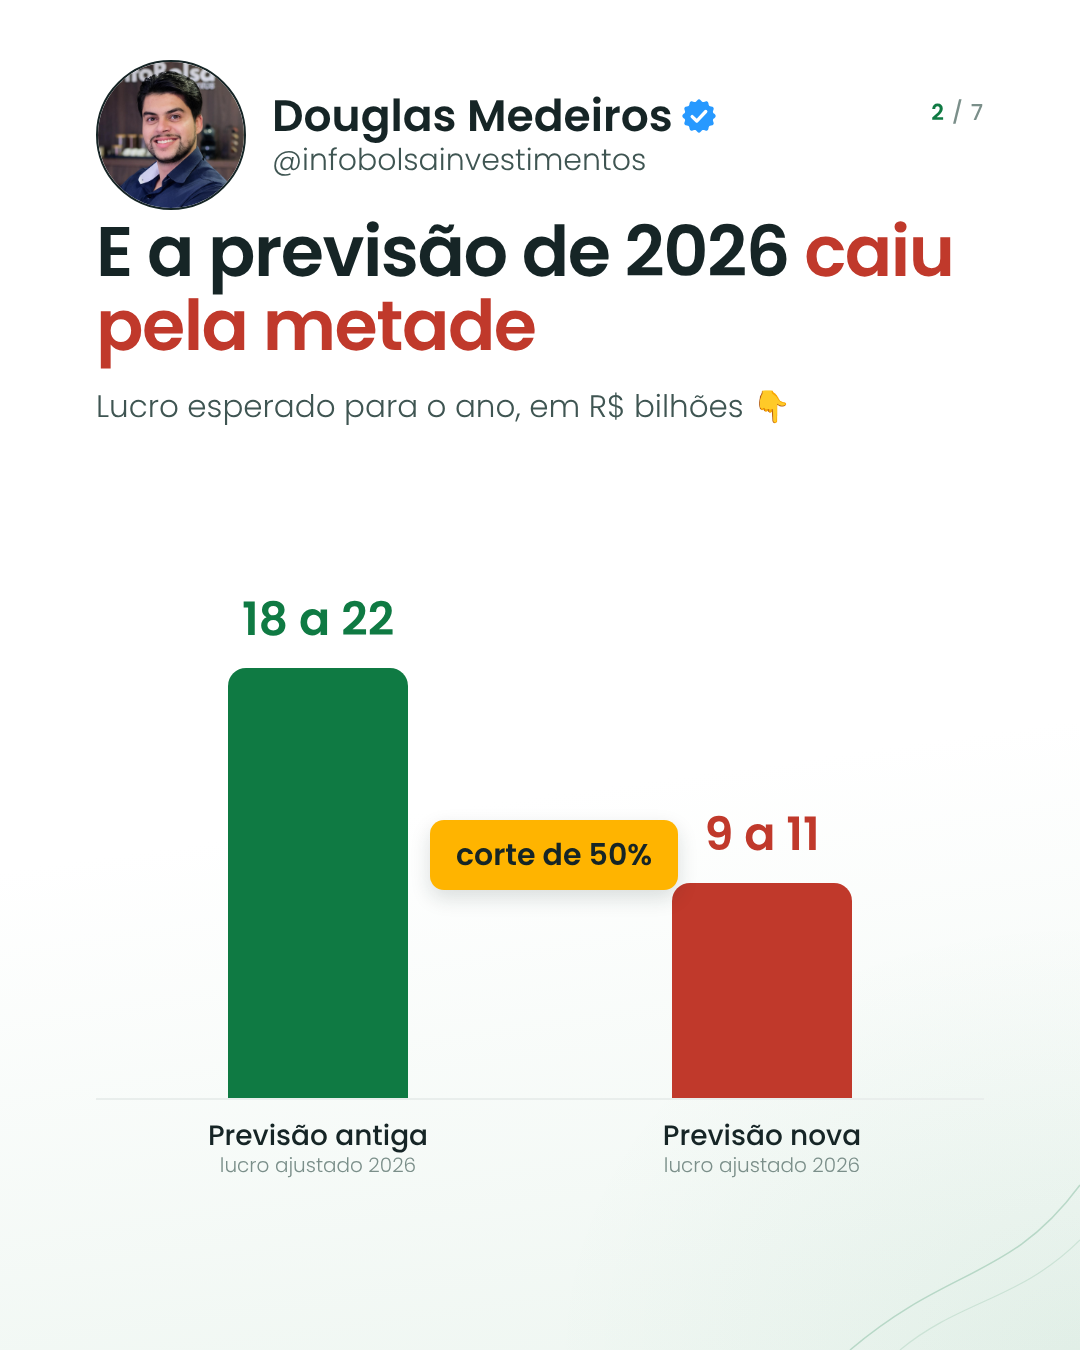 Douglas Medeiros
@infobolsainvestimentos
2 / 7
E a previsão de 2026 caiu
pela metade
Lucro esperado para o ano, em R$ bilhões 👇
18 a 22
corte de 50%
9 a 11
Previsão antiga
lucro ajustado 2026
Previsão nova
lucro ajustado 2026